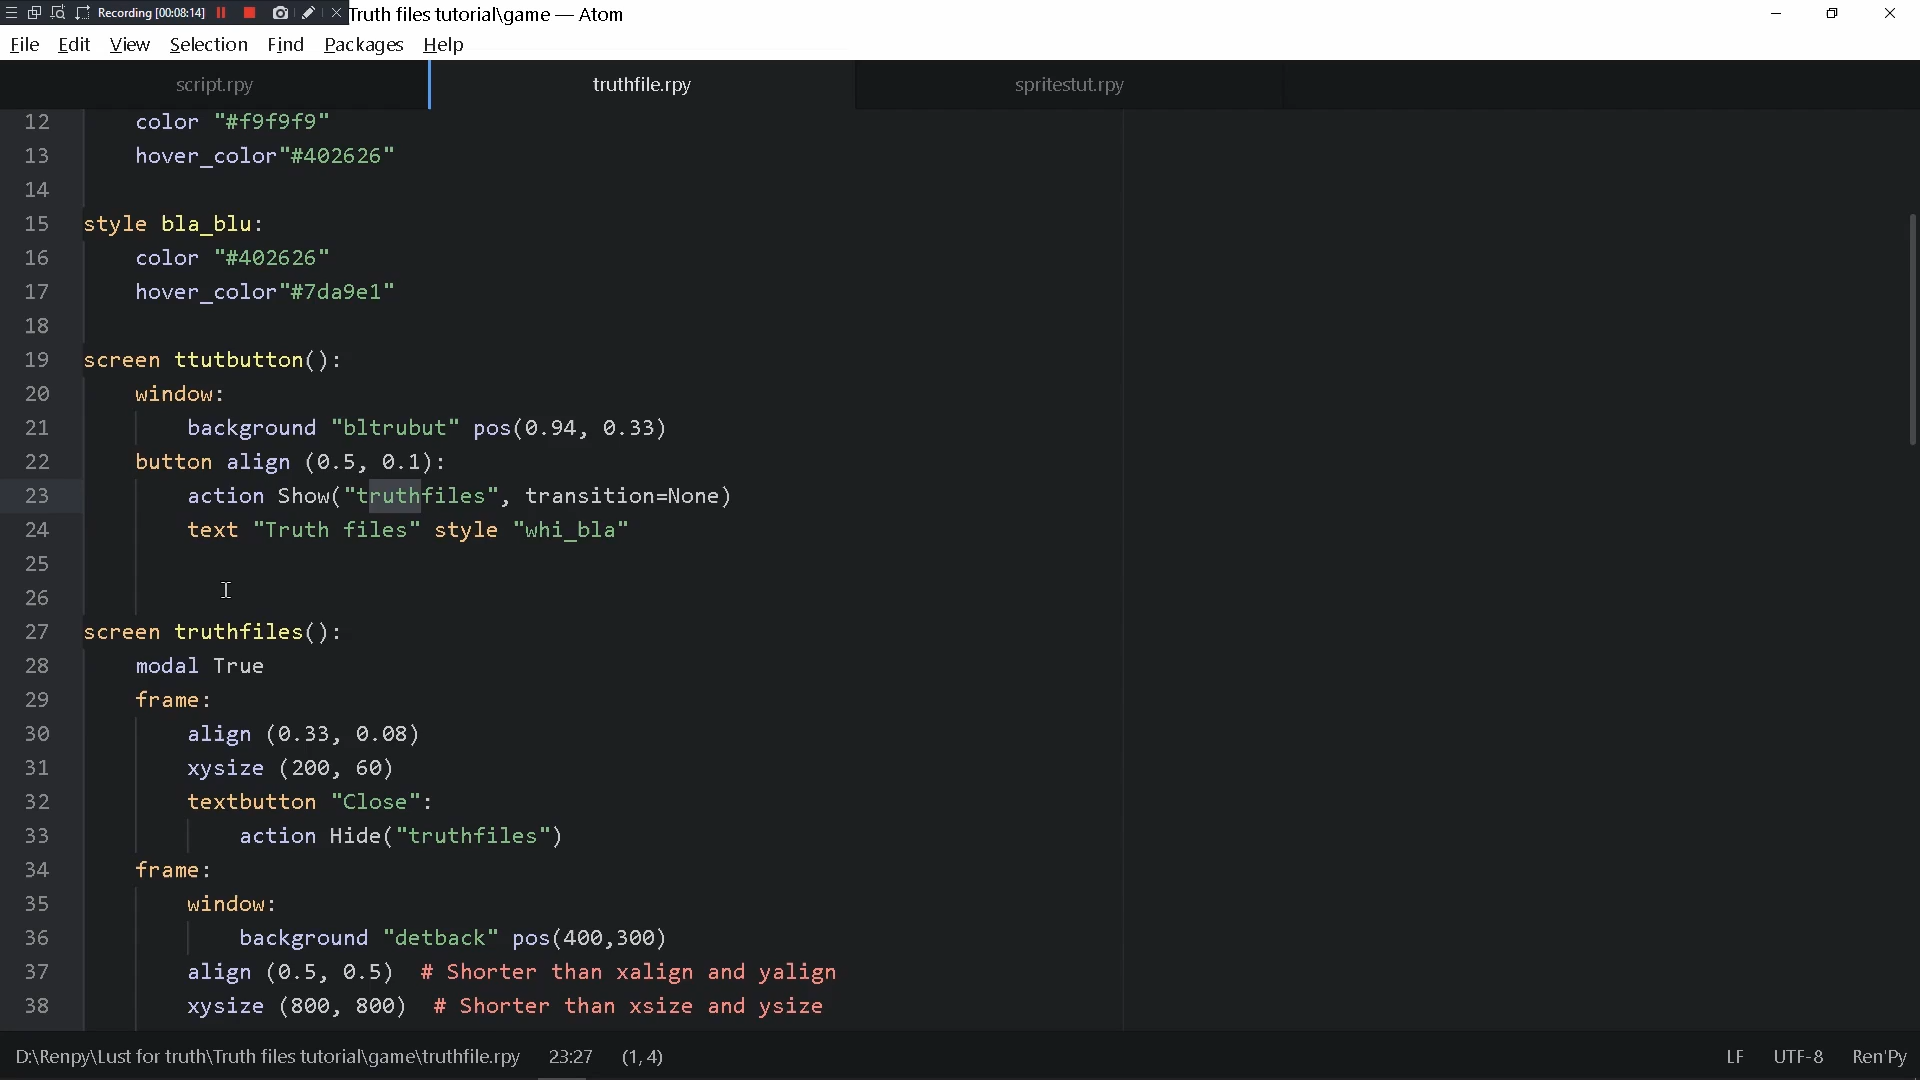 Recording [00:08:14] Truth files tutorial\game — Atom
File Edit View Selection Find Packages Help
script.rpy truthfile.rpy spritestut.rpy
12 color "#f9f9f9"
13 hover_color"#402626"
14
15 style bla_blu:
16 color "#402626"
17 hover_color"#7da9e1"
18
19 screen ttutbutton():
20 window:
21 background "bltrubut" pos(0.94, 0.33)
22 button align (0.5, 0.1):
23 action Show("truthfiles", transition=None)
24 text "Truth files" style "whi_bla"
25
26
27 screen truthfiles():
28 modal True
29 frame:
30 align (0.33, 0.08)
31 xysize (200, 60)
32 textbutton "Close":
33 action Hide("truthfiles")
34 frame:
35 window:
36 background "detback" pos(400,300)
37 align (0.5, 0.5) # Shorter than xalign and yalign
38 xysize (800, 800) # Shorter than xsize and ysize
D:\Renpy\Lust for truth\Truth files tutorial\game\truthfile.rpy 23:27 (1, 4) LF UTF-8 Ren'Py